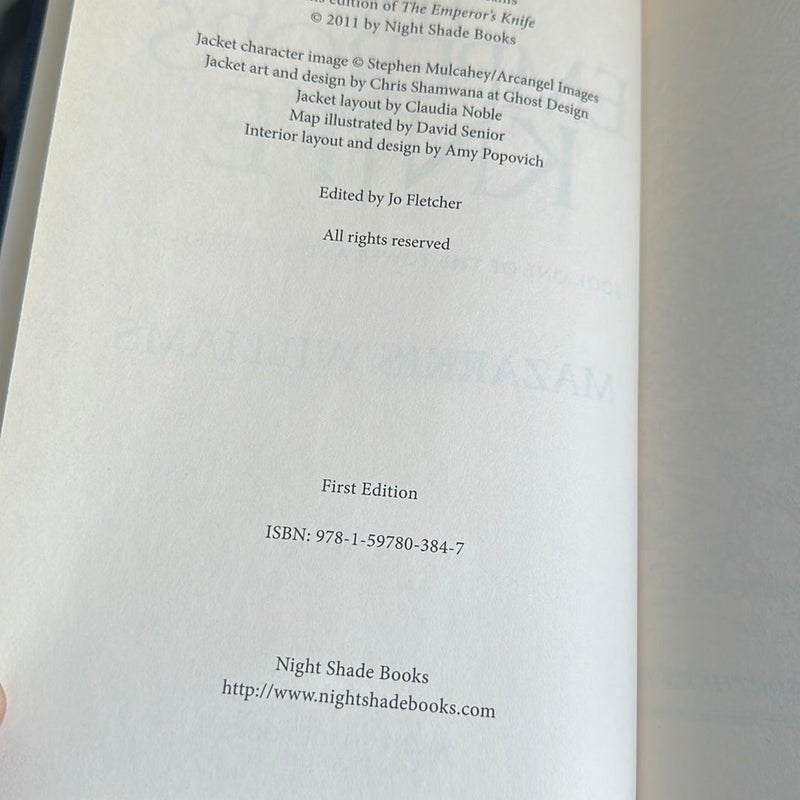 edition of The Emperor's Knife
© 2011 by Night Shade Books
Jacket character image © Stephen Mulcahey/Arcangel Images
Jacket art and design by Chris Shamwana at Ghost Design
Jacket layout by Claudia Noble
Map illustrated by David Senior
Interior layout and design by Amy Popovich
Edited by Jo Fletcher
All rights reserved
MAZARKIS WILLIAMS
First Edition
ISBN: 978-1-59780-384-7
Night Shade Books
http://www.nightshadebooks.com